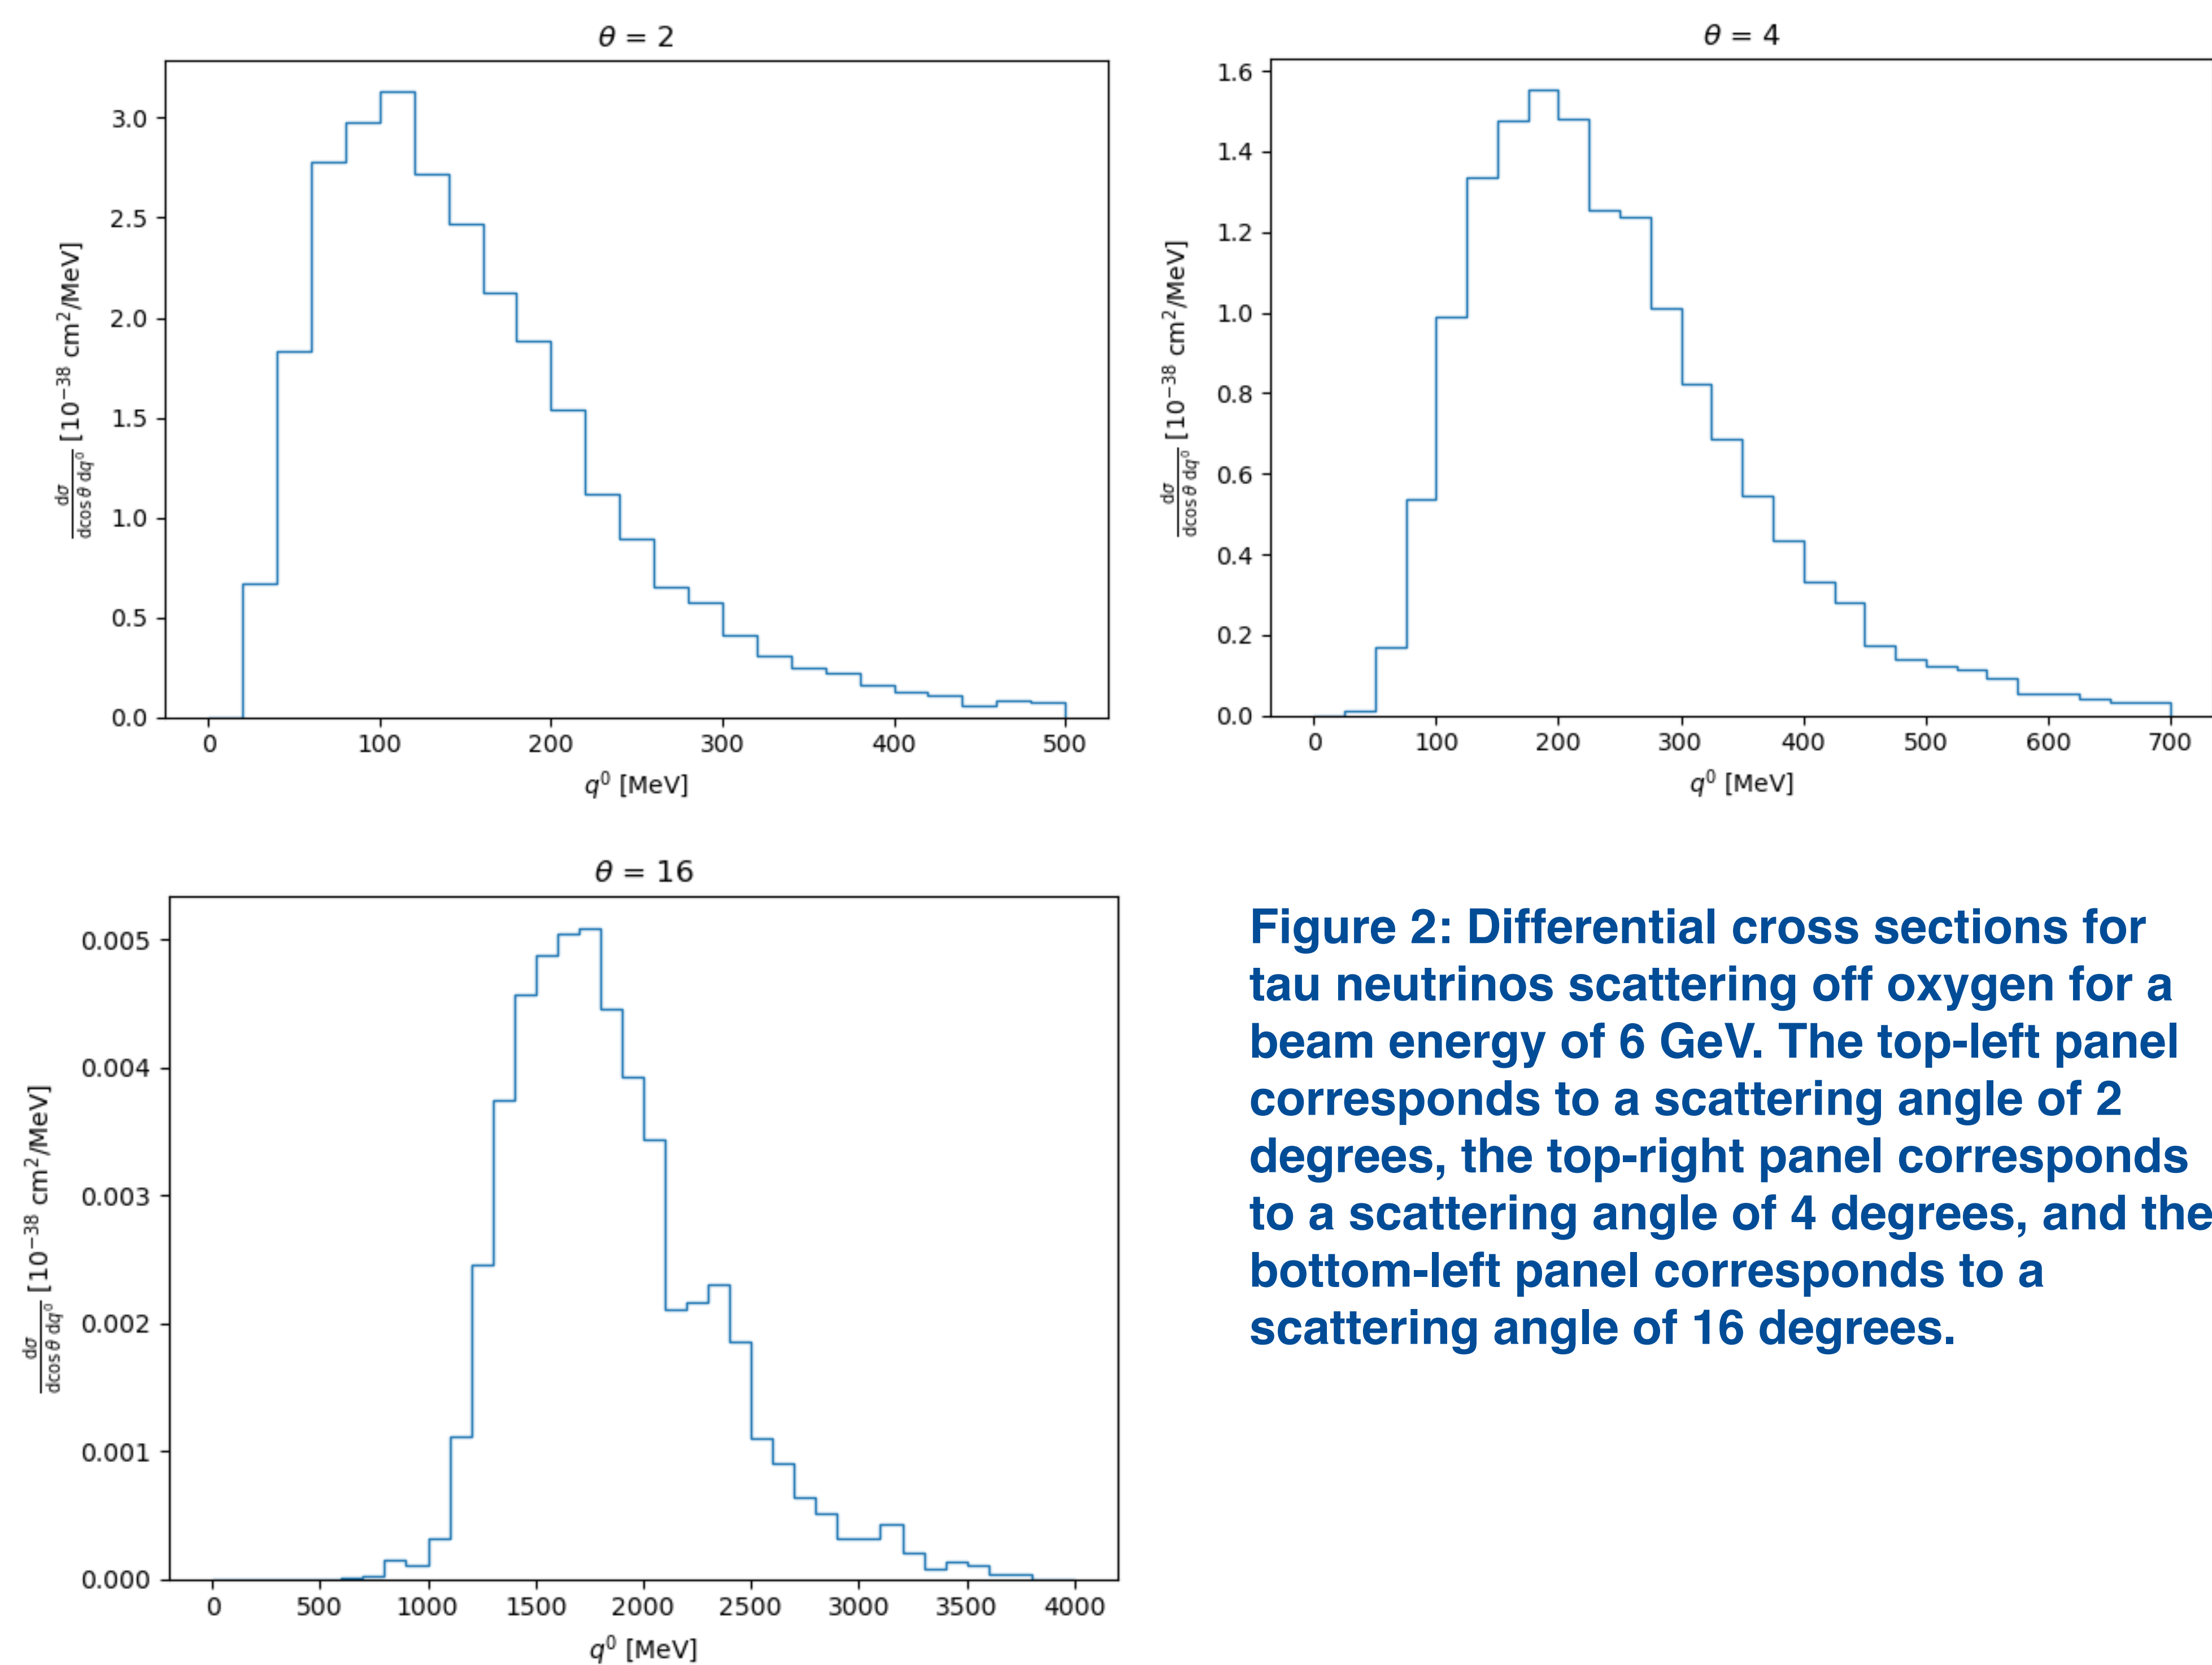 θ = 2
3.0
2.5
2.0
1.5
1.0
0.5
0.0
dσ/dcos θ dq⁰ [10⁻³⁸ cm²/MeV]
0 100 200 300 400 500
q⁰ [MeV]
θ = 4
1.6
1.4
1.2
1.0
0.8
0.6
0.4
0.2
0.0
dσ/dcos θ dq⁰ [10⁻³⁸ cm²/MeV]
0 100 200 300 400 500 600 700
q⁰ [MeV]
θ = 16
0.005
0.004
0.003
0.002
0.001
0.000
dσ/dcos θ dq⁰ [10⁻³⁸ cm²/MeV]
0 500 1000 1500 2000 2500 3000 3500 4000
q⁰ [MeV]
Figure 2: Differential cross sections for
tau neutrinos scattering off oxygen for a
beam energy of 6 GeV. The top-left panel
corresponds to a scattering angle of 2
degrees, the top-right panel corresponds
to a scattering angle of 4 degrees, and the
bottom-left panel corresponds to a
scattering angle of 16 degrees.